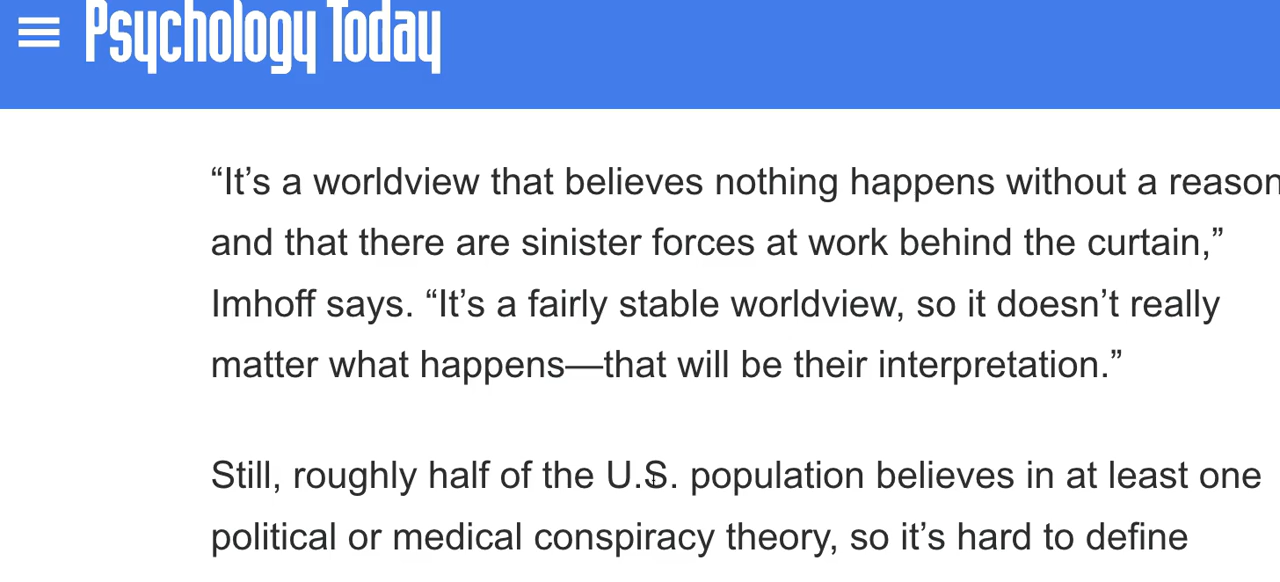 Psychology Today
“It’s a worldview that believes nothing happens without a reason
and that there are sinister forces at work behind the curtain,”
Imhoff says. “It’s a fairly stable worldview, so it doesn’t really
matter what happens—that will be their interpretation.”
Still, roughly half of the U.S. population believes in at least one
political or medical conspiracy theory, so it’s hard to define